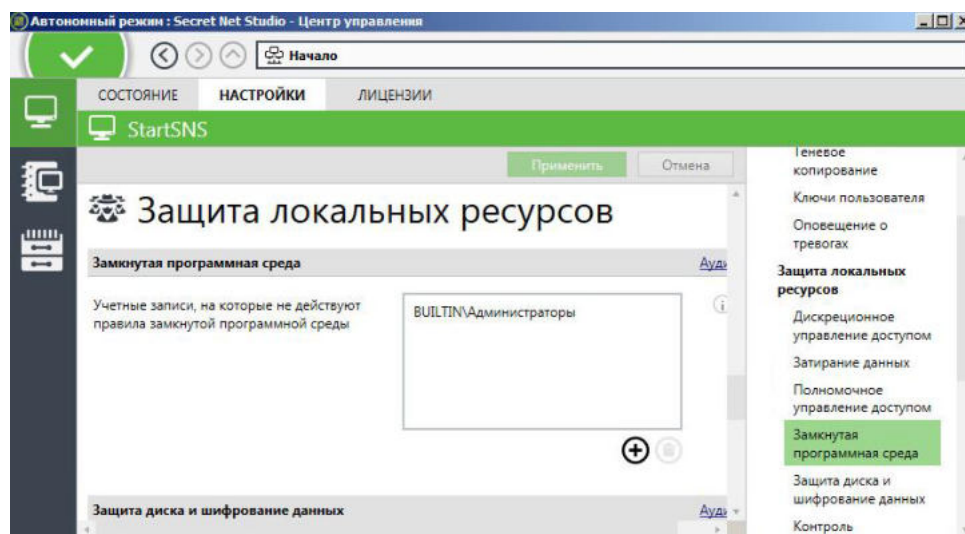 Автономный режим : Secret Net Studio - Центр управления
Начало
СОСТОЯНИЕ НАСТРОЙКИ ЛИЦЕНЗИИ
StartSNS
Применить Отмена
Защита локальных ресурсов
Замкнутая программная среда Ауди
Учетные записи, на которые не действуют
правила замкнутой программной среды
BUILTIN\Администраторы
Защита диска и шифрование данных Ауди
Теневое
копирование
Ключи пользователя
Оповещение о
тревогах
Защита локальных
ресурсов
Дискреционное
управление доступом
Затирание данных
Полномочное
управление доступом
Замкнутая
программная среда
Защита диска и
шифрование данных
Контроль